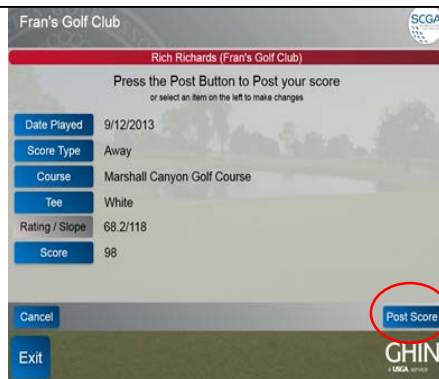 Fran's Golf Club
SCGA
Rich Richards (Fran's Golf Club)
Press the Post Button to Post your score
or select an item on the left to make changes
Date Played 9/12/2013
Score Type Away
Course Marshall Canyon Golf Course
Tee White
Rating / Slope 68.2/118
Score 98
Cancel Post Score
Exit GHIN
a USGA service